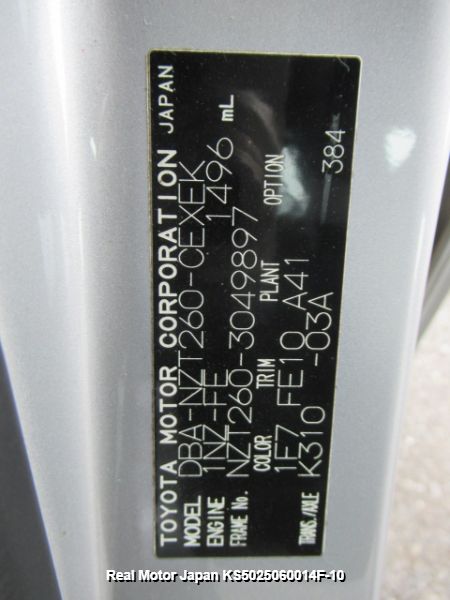 TOYOTA MOTOR CORPORATION JAPAN
MODEL DBA-NZT260-CEXEK
ENGINE 1NZ-FE 1496 mL
FRAME No. NZT260-3049897
COLOR TRIM PLANT OPTION
1E7 FE10 A41 384
TRANS./AXLE K310 -03A
Real Motor Japan KS5025060014F-10